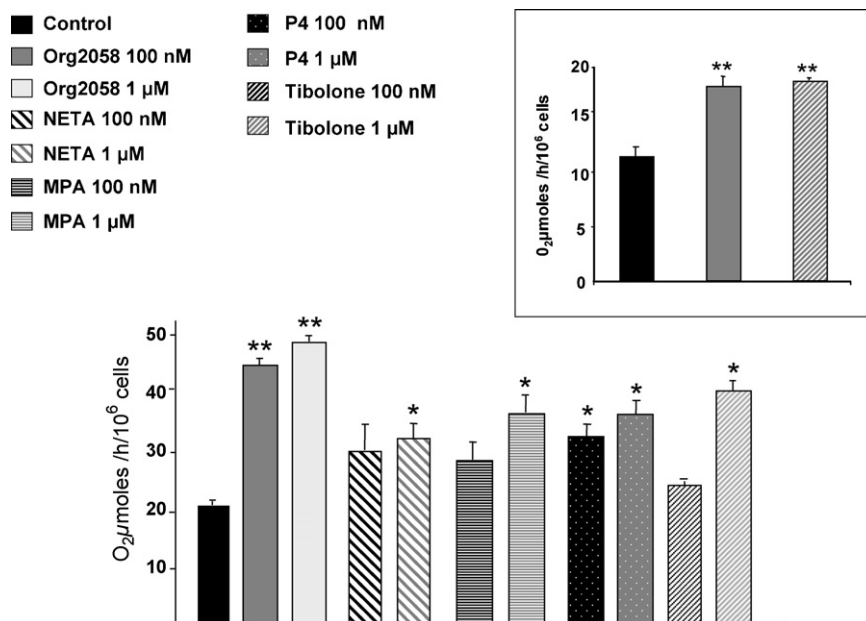 Control
Org2058 100 nM
Org2058 1 µM
NETA 100 nM
NETA 1 µM
MPA 100 nM
MPA 1 µM
P4 100 nM
P4 1 µM
Tibolone 100 nM
Tibolone 1 µM
** **
20
15
10
5
0
0₂µmoles /h/10⁶ cells
** ** * * * * *
50
40
30
20
10
O₂µmoles /h/10⁶ cells